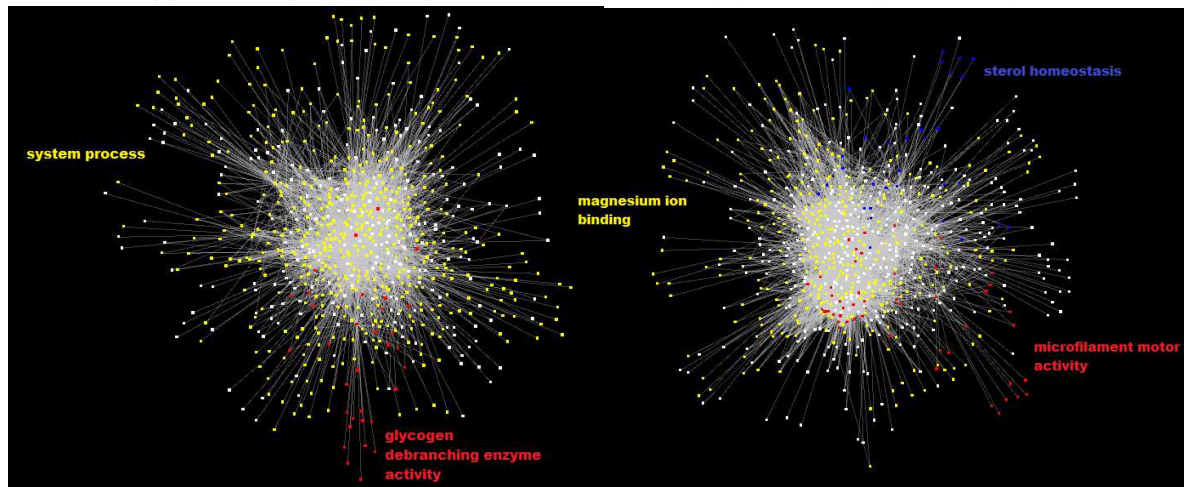 system process
glycogen
debranching enzyme
activity
sterol homeostasis
magnesium ion
binding
microfilament motor
activity